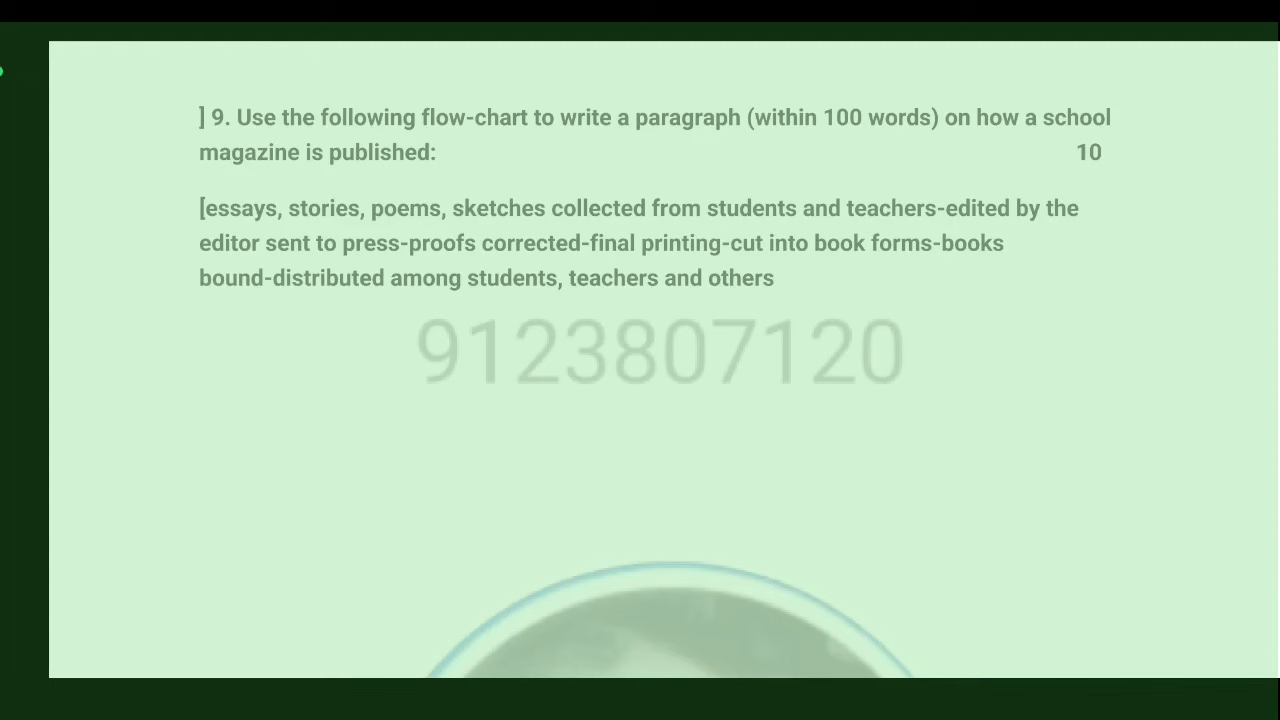 ] 9. Use the following flow-chart to write a paragraph (within 100 words) on how a school
magazine is published: 10
[essays, stories, poems, sketches collected from students and teachers-edited by the
editor sent to press-proofs corrected-final printing-cut into book forms-books
bound-distributed among students, teachers and others
9123807120